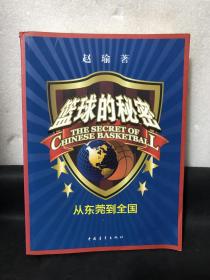 赵 瑜 著
篮球的秘密
THE SECRET OF
CHINESE BASKETBALL
从东莞到全国
中国青年出版社